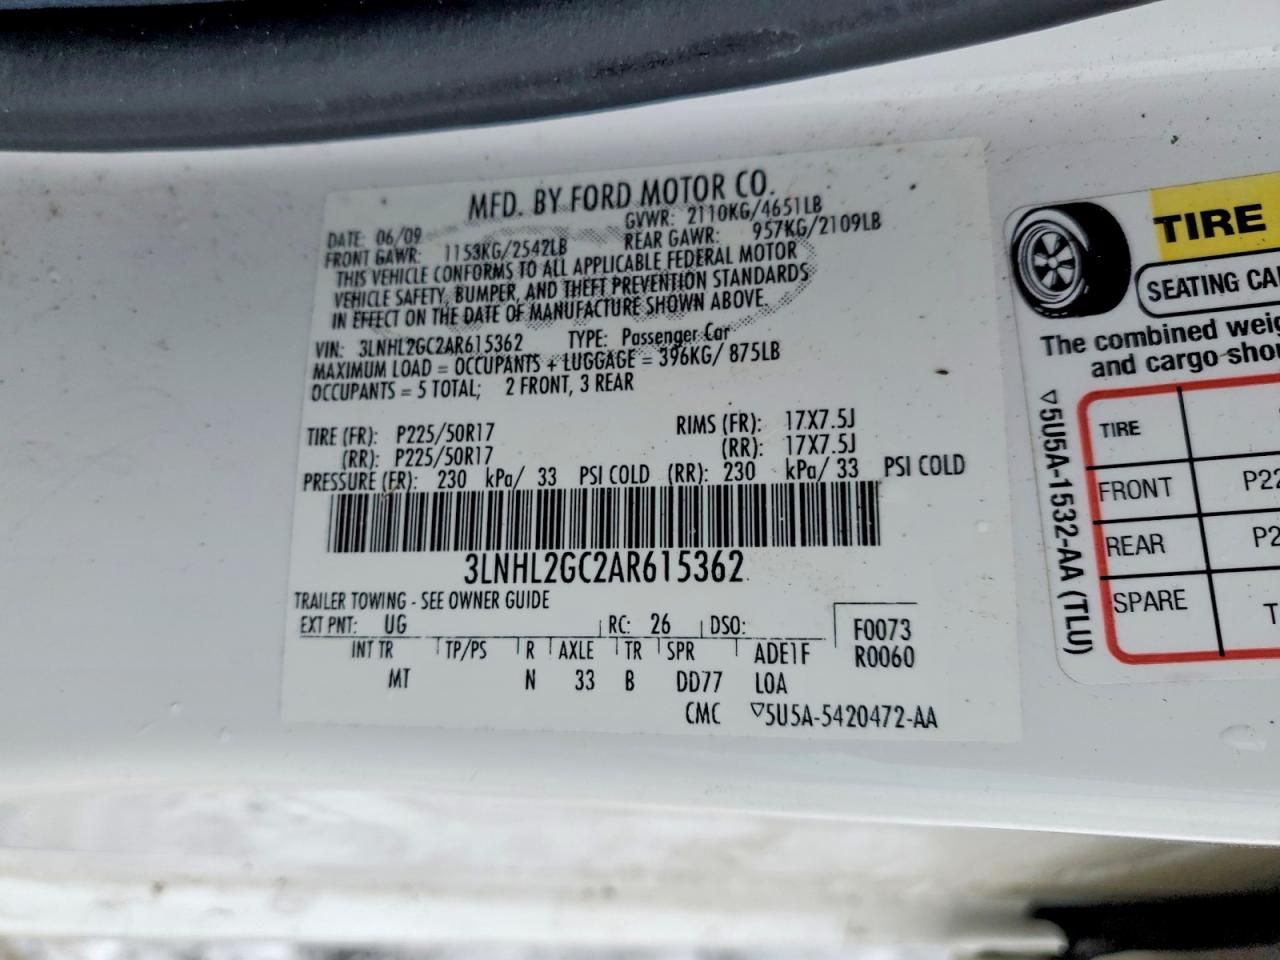 MFD. BY FORD MOTOR CO.
DATE: 06/09 GVWR: 2110KG/4651LB
FRONT GAWR: 1153KG/2542LB REAR GAWR: 957KG/2109LB
THIS VEHICLE CONFORMS TO ALL APPLICABLE FEDERAL MOTOR
VEHICLE SAFETY, BUMPER, AND THEFT PREVENTION STANDARDS
IN EFFECT ON THE DATE OF MANUFACTURE SHOWN ABOVE.
VIN: 3LNHL2GC2AR615362 TYPE: Passenger Car
MAXIMUM LOAD = OCCUPANTS + LUGGAGE = 396KG/ 875LB
OCCUPANTS = 5 TOTAL; 2 FRONT, 3 REAR
TIRE (FR): P225/50R17 RIMS (FR): 17X7.5J
(RR): P225/50R17 (RR): 17X7.5J
PRESSURE (FR): 230 kPa/ 33 PSI COLD (RR): 230 kPa/ 33 PSI COLD
3LNHL2GC2AR615362
TRAILER TOWING - SEE OWNER GUIDE
EXT PNT: UG RC: 26 DSO: F0073
INT TR TP/PS R AXLE TR SPR ADE1F R0060
MT N 33 B DD77 LOA
CMC ▽5U5A-5420472-AA
TIRE
SEATING
The combined
and cargo
▽5U5A-1532-AA (TLU)
TIRE
FRONT P22
REAR P2
SPARE T